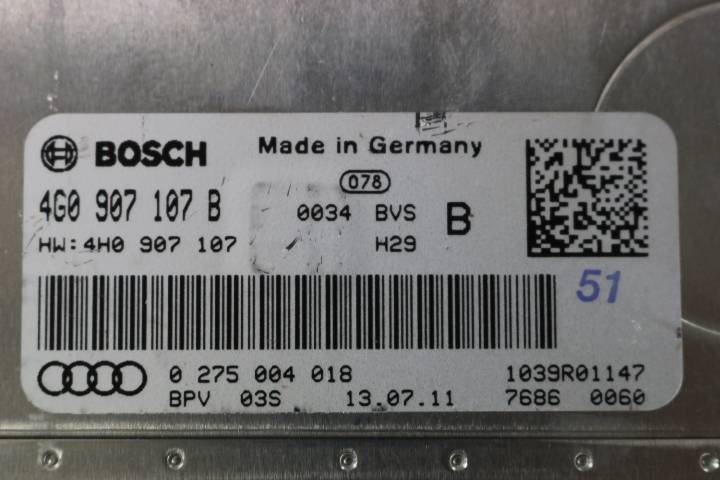 BOSCH
Made in Germany
078
4G0 907 107 B
0034 BVS
B
HW:4H0 907 107
H29
51
0 275 004 018
1039R01147
BPV 03S 13.07.11 7686 0060